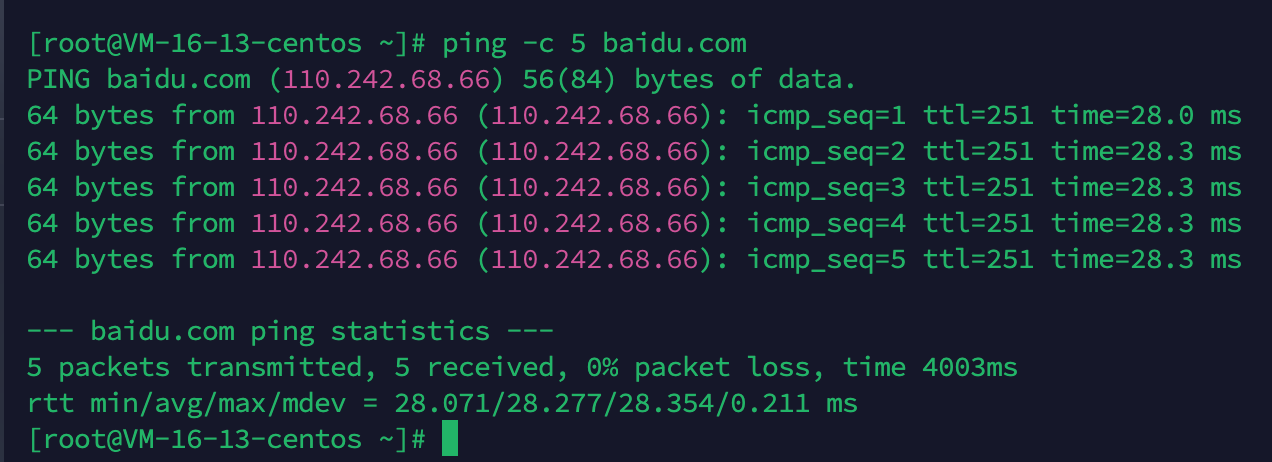 [root@VM-16-13-centos ~]# ping -c 5 baidu.com
PING baidu.com (110.242.68.66) 56(84) bytes of data.
64 bytes from 110.242.68.66 (110.242.68.66): icmp_seq=1 ttl=251 time=28.0 ms
64 bytes from 110.242.68.66 (110.242.68.66): icmp_seq=2 ttl=251 time=28.3 ms
64 bytes from 110.242.68.66 (110.242.68.66): icmp_seq=3 ttl=251 time=28.3 ms
64 bytes from 110.242.68.66 (110.242.68.66): icmp_seq=4 ttl=251 time=28.3 ms
64 bytes from 110.242.68.66 (110.242.68.66): icmp_seq=5 ttl=251 time=28.3 ms
--- baidu.com ping statistics ---
5 packets transmitted, 5 received, 0% packet loss, time 4003ms
rtt min/avg/max/mdev = 28.071/28.277/28.354/0.211 ms
[root@VM-16-13-centos ~]#